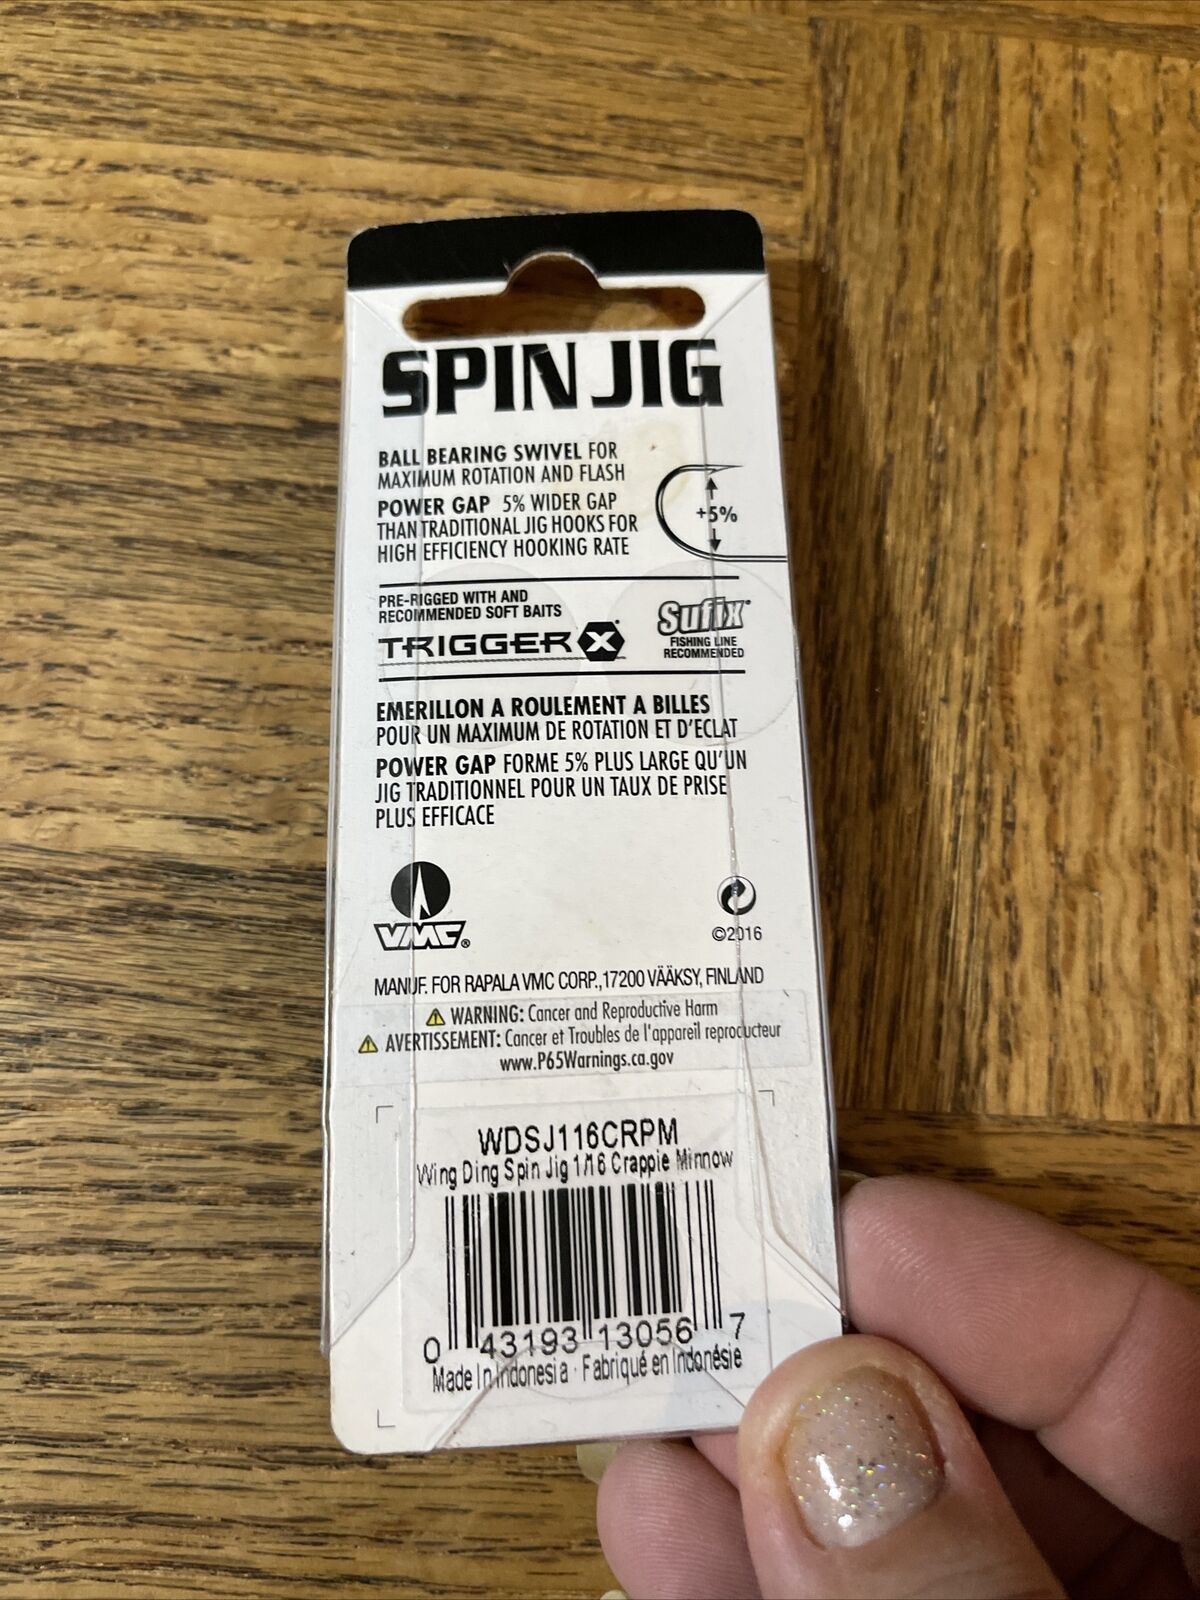 SPIN JIG
BALL BEARING SWIVEL FOR
MAXIMUM ROTATION AND FLASH
POWER GAP 5% WIDER GAP
THAN TRADITIONAL JIG HOOKS FOR
HIGH EFFICIENCY HOOKING RATE
+5%
PRE-RIGGED WITH AND
RECOMMENDED SOFT BAITS
TRIGGER X
Sufix
FISHING LINE
RECOMMENDED
EMERILLON A ROULEMENT A BILLES
POUR UN MAXIMUM DE ROTATION ET D'ECLAT
POWER GAP FORME 5% PLUS LARGE QU'UN
JIG TRADITIONNEL POUR UN TAUX DE PRISE
PLUS EFFICACE
VMC®
©2016
MANUF. FOR RAPALA VMC CORP., 17200 VÄÄKSY, FINLAND
WARNING: Cancer and Reproductive Harm
AVERTISSEMENT: Cancer et Troubles de l'appareil reproducteur
www.P65Warnings.ca.gov
WDSJ116CRPM
Wing Ding Spin Jig 1/16 Crappie Minnow
0 43193 13056 7
Made In Indonesia · Fabriqué en Indonésie